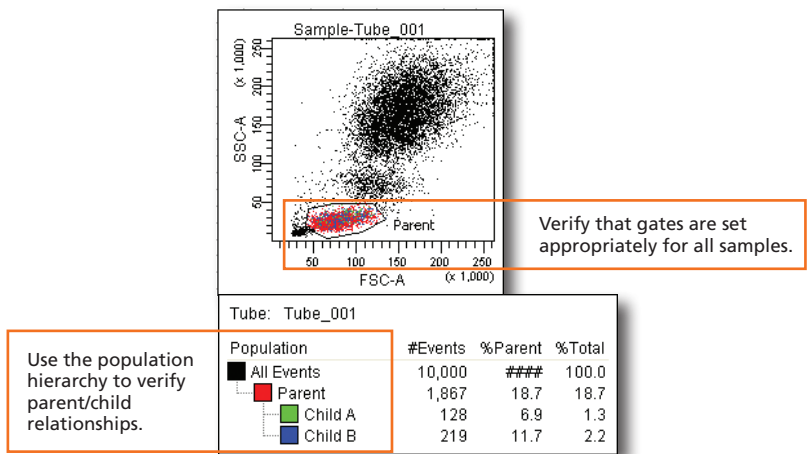 Sample-Tube_001
(x 1,000)
SSC-A
250
200
150
100
50
Parent
50 100 150 200 250
FSC-A
(x 1,000)
Verify that gates are set
appropriately for all samples.
Tube: Tube_001
Population #Events %Parent %Total
All Events 10,000 #### 100.0
Parent 1,867 18.7 18.7
Child A 128 6.9 1.3
Child B 219 11.7 2.2
Use the population
hierarchy to verify
parent/child
relationships.